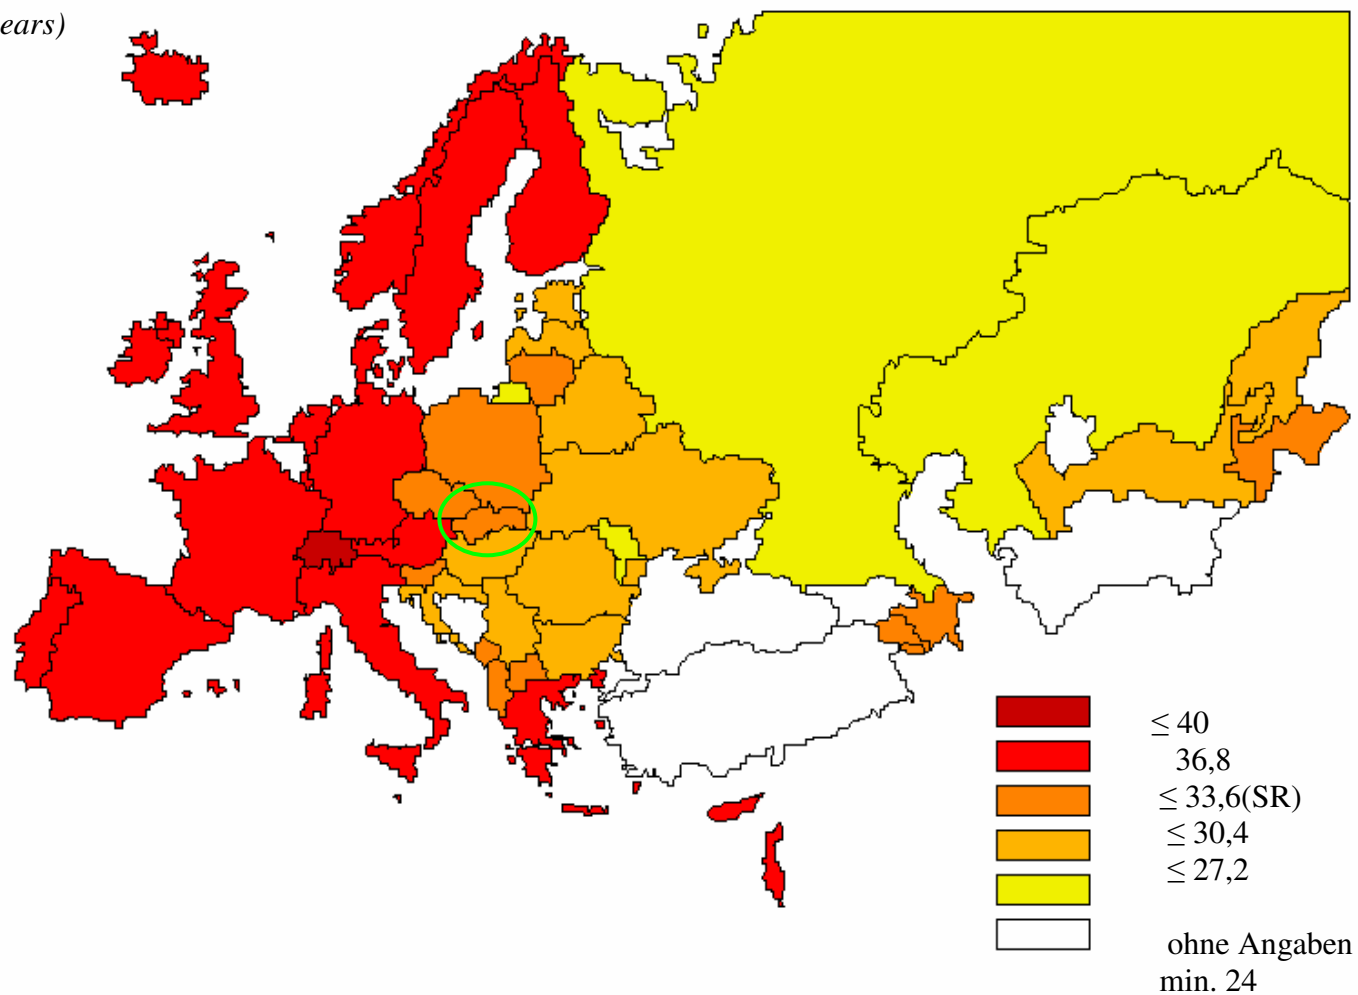 ears)
≤ 40
36,8
≤ 33,6(SR)
≤ 30,4
≤ 27,2
ohne Angaben
min. 24